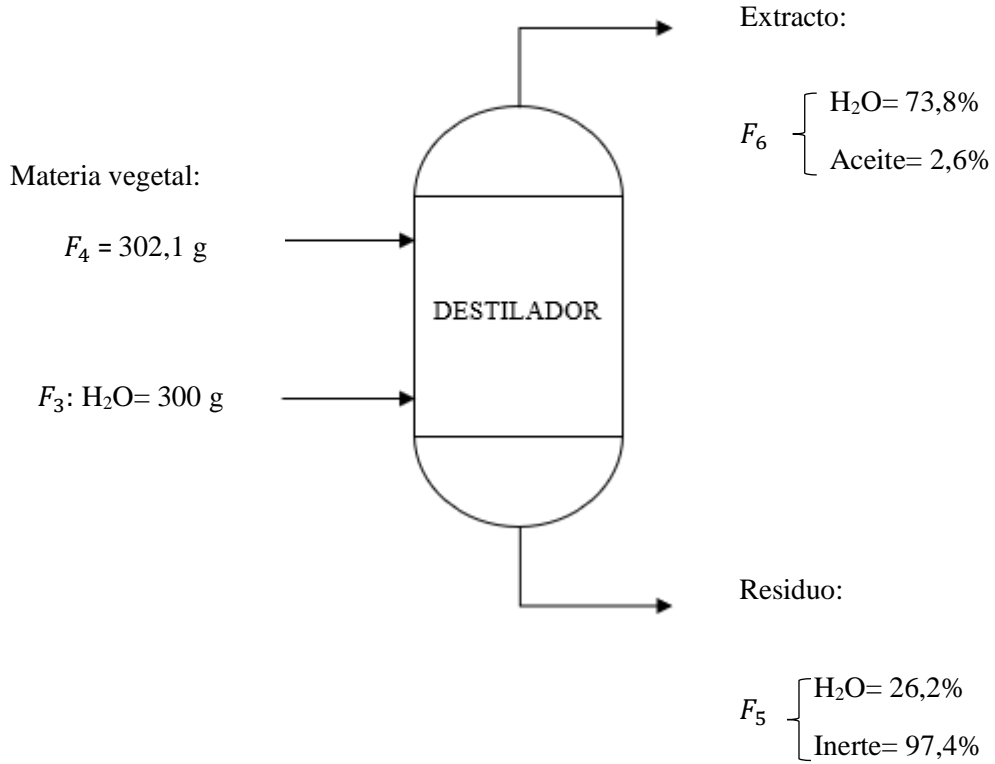 Extracto:
F₆
H₂O= 73,8%
Aceite= 2,6%
Materia vegetal:
F₄ = 302,1 g
DESTILADOR
F₃: H₂O= 300 g
Residuo:
F₅
H₂O= 26,2%
Inerte= 97,4%